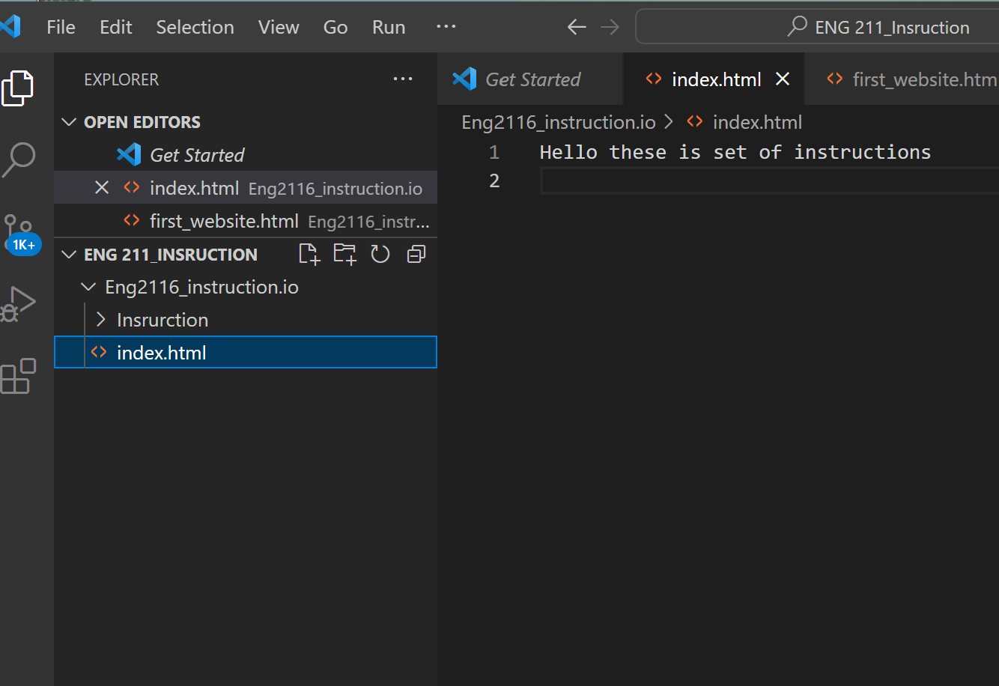 File Edit Selection View Go Run ··· ENG 211_Insruction
EXPLORER ···
Get Started index.html first_website.htm
OPEN EDITORS
Eng2116_instruction.io > index.html
Get Started
1 Hello these is set of instructions
2
index.html Eng2116_instruction.io
first_website.html Eng2116_instr...
1K+
ENG 211_INSRUCTION
Eng2116_instruction.io
Insrurction
index.html